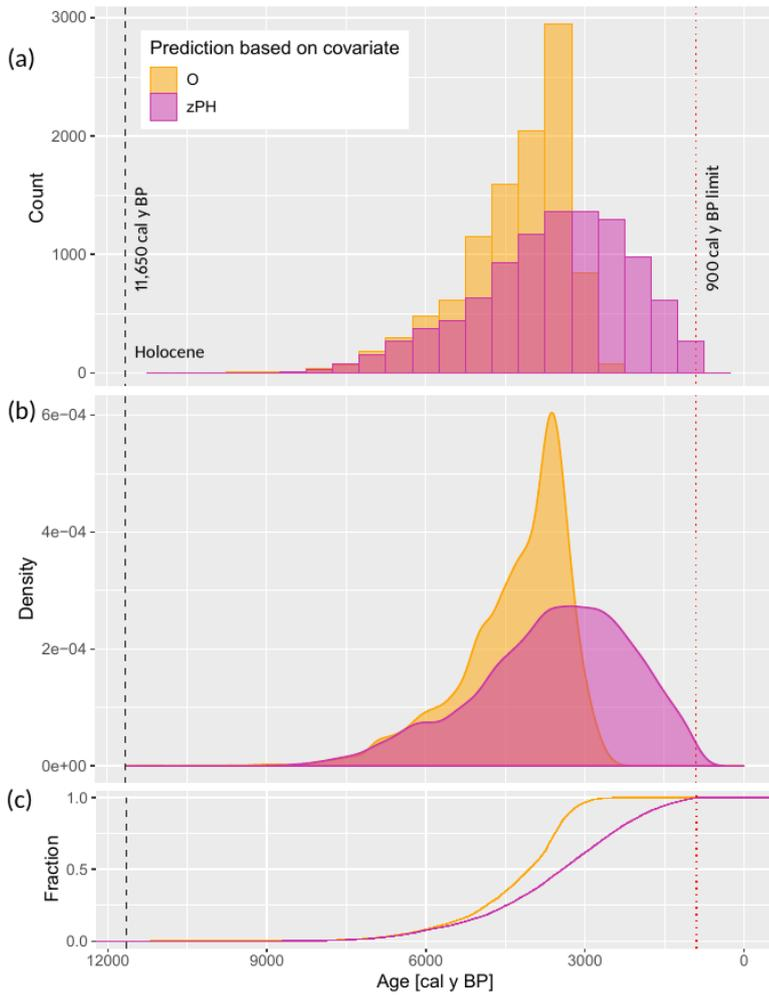 (a)
3000
2000
1000
0
Count
Prediction based on covariate
O
zPH
11,650 cal y BP
900 cal y BP limit
Holocene
(b)
6e−04
4e−04
2e−04
0e+00
Density
(c)
1.0
0.5
0.0
Fraction
12000 9000 6000 3000 0
Age [cal y BP]